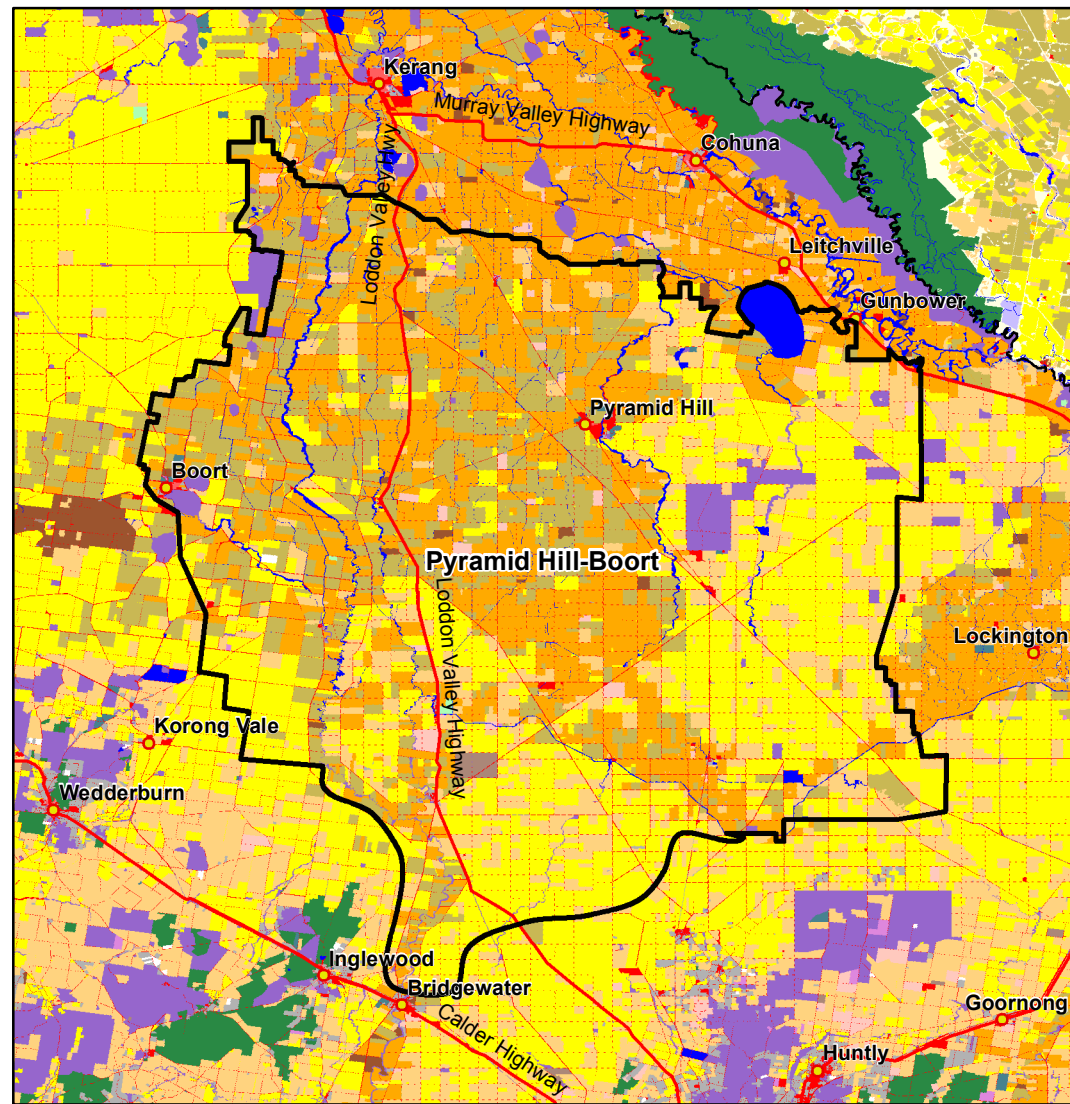 Kerang
Murray Valley Highway
Cohuna
Loddon Valley Hwy
Leitchville
Gunbower
Pyramid Hill
Boort
Pyramid Hill-Boort
Loddon Valley Highway
Lockington
Korong Vale
Wedderburn
Inglewood
Bridgewater
Calder Highway
Goornong
Huntly